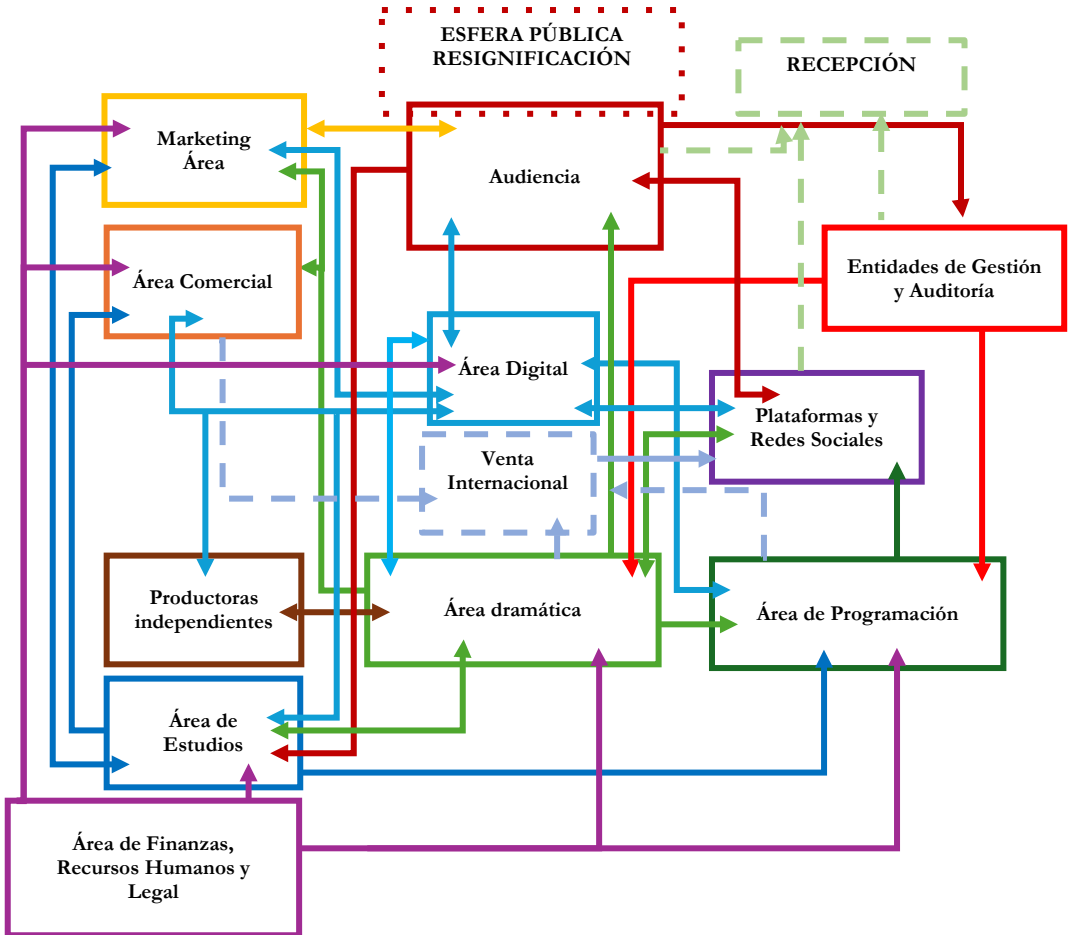 ESFERA PÚBLICA
RESIGNIFICACIÓN
RECEPCIÓN
Marketing
Área
Audiencia
Área Comercial
Entidades de Gestión
y Auditoría
Área Digital
Plataformas y
Redes Sociales
Venta
Internacional
Productoras
independientes
Área dramática
Área de Programación
Área de
Estudios
Área de Finanzas,
Recursos Humanos y
Legal